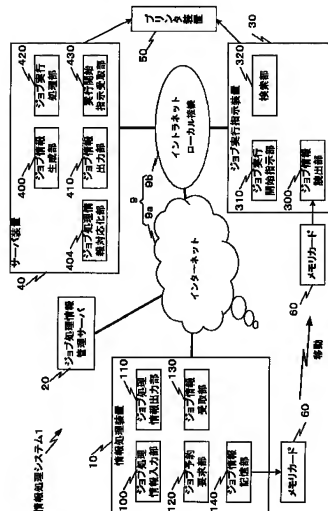 情報処理システム1
サーバ装置
40
404
ジョブ処理情報対応化部
400
ジョブ情報生成部
420
ジョブ実行処理部
410
ジョブ情報出力部
430
実行開始指示受取部
プリンタ装置
50
ジョブ処理情報管理サーバ
20
インターネット
9
9a
9b
イントラネット
ローカル接続
30
ジョブ実行指示装置
310
ジョブ実行開始指示部
320
検索部
300
ジョブ情報読出部
10
情報処理装置
100
ジョブ処理情報入力部
110
ジョブ処理情報出力部
120
ジョブ予約要求部
130
ジョブ情報受取部
140
ジョブ情報記憶部
メモリカード
60
移動
メモリカード
60